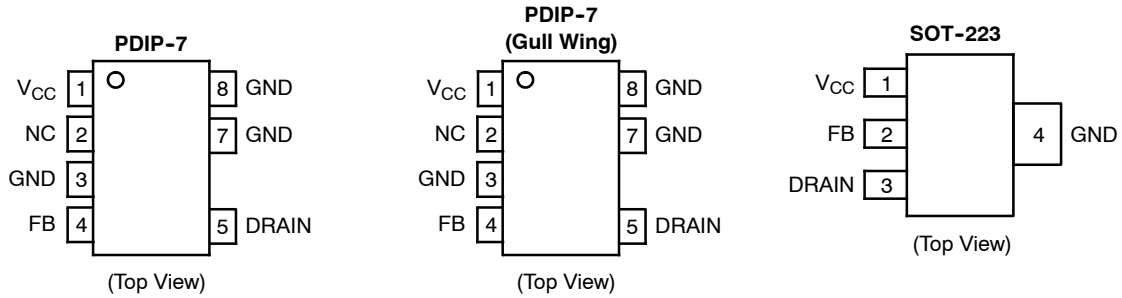 PDIP-7
VCC 1 8 GND
NC 2 7 GND
GND 3
FB 4 5 DRAIN
(Top View)
PDIP-7
(Gull Wing)
VCC 1 8 GND
NC 2 7 GND
GND 3
FB 4 5 DRAIN
(Top View)
SOT-223
VCC 1
FB 2 4 GND
DRAIN 3
(Top View)